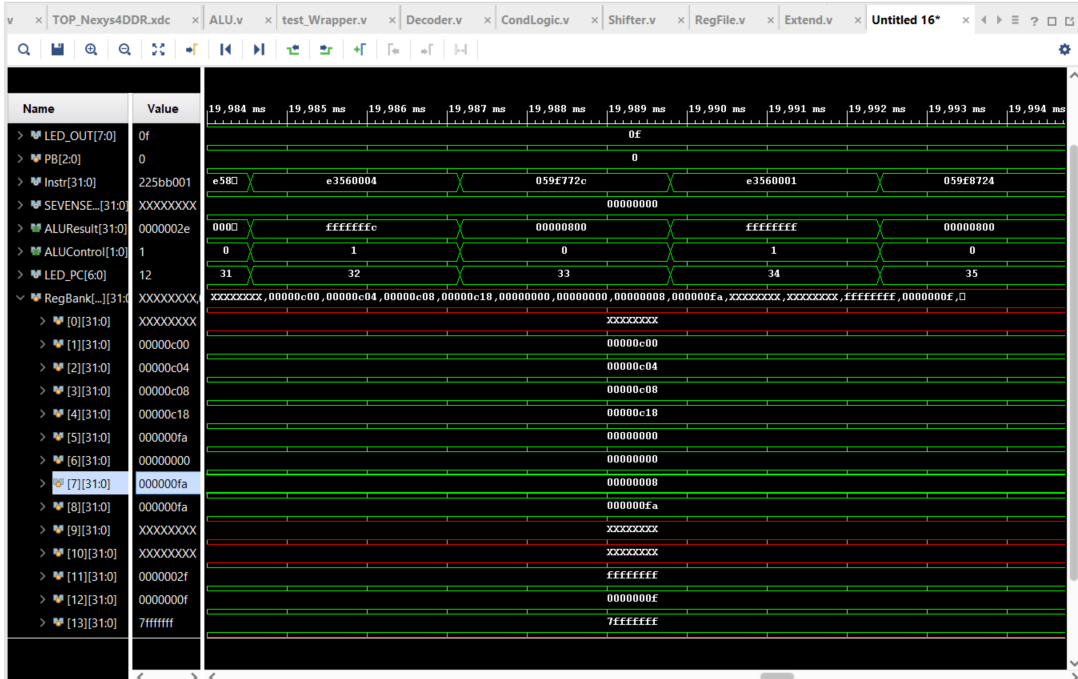 v × TOP_Nexys4DDR.xdc × ALU.v × test_Wrapper.v × Decoder.v × CondLogic.v × Shifter.v × RegFile.v × Extend.v × Untitled 16* ×
Name Value 19,984 ms 19,985 ms 19,986 ms 19,987 ms 19,988 ms 19,989 ms 19,990 ms 19,991 ms 19,992 ms 19,993 ms 19,994 ms
LED_OUT[7:0] 0f 0f
PB[2:0] 0 0
Instr[31:0] 225bb001 e58 e3560004 059f772c e3560001 059f8724
SEVENSE...[31:0] XXXXXXXX 00000000
ALUResult[31:0] 0000002e 000 fffffffc 00000800 ffffffff 00000800
ALUControl[1:0] 1 0 1 0 1 0
LED_PC[6:0] 12 31 32 33 34 35
RegBank[...][31:0 XXXXXXXX, XXXXXXXX,00000c00,00000c04,00000c08,00000c18,00000000,00000000,00000008,000000fa,XXXXXXXX,XXXXXXXX,ffffffff,0000000f,
[0][31:0] XXXXXXXX XXXXXXXX
[1][31:0] 00000c00 00000c00
[2][31:0] 00000c04 00000c04
[3][31:0] 00000c08 00000c08
[4][31:0] 00000c18 00000c18
[5][31:0] 000000fa 00000000
[6][31:0] 00000000 00000000
[7][31:0] 000000fa 00000008
[8][31:0] 000000fa 000000fa
[9][31:0] XXXXXXXX XXXXXXXX
[10][31:0] XXXXXXXX XXXXXXXX
[11][31:0] 0000002f ffffffff
[12][31:0] 0000000f 0000000f
[13][31:0] 7fffffff 7fffffff